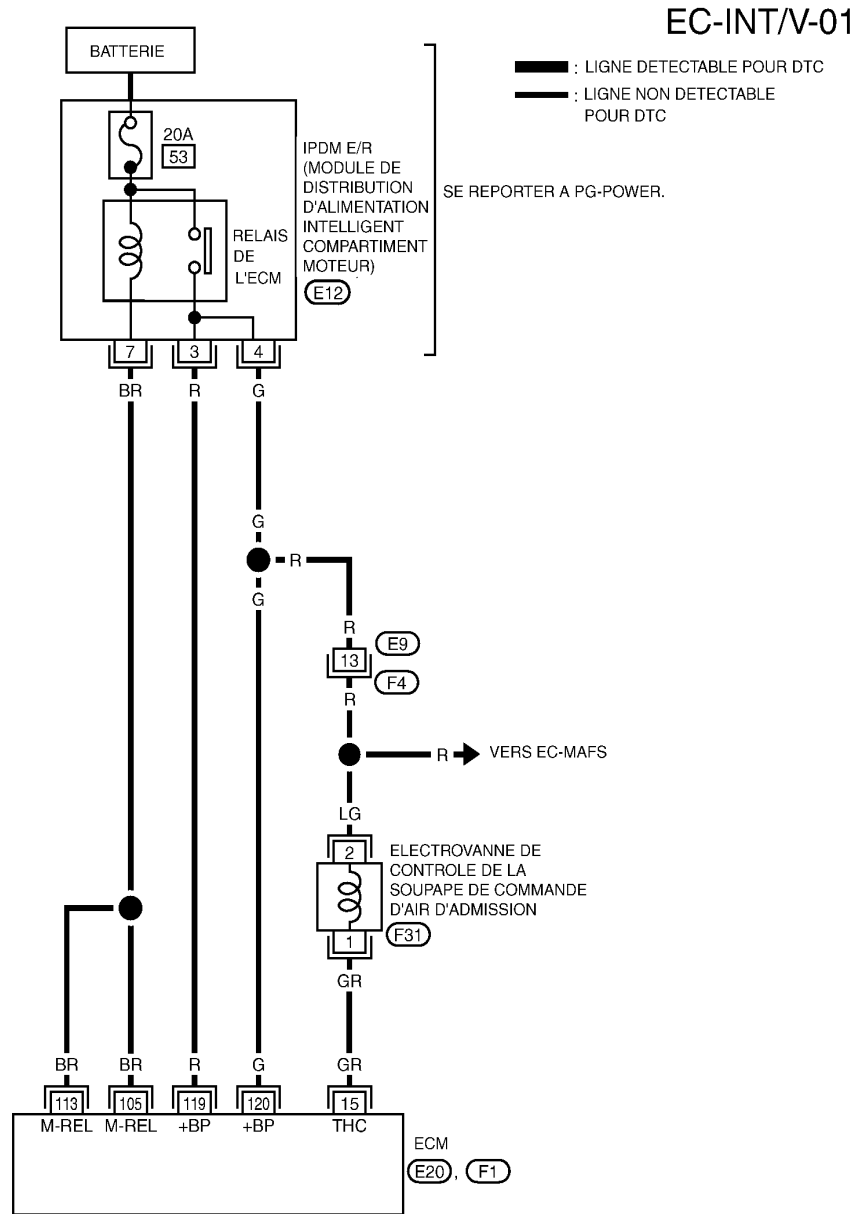 EC-INT/V-01
BATTERIE
: LIGNE DETECTABLE POUR DTC
: LIGNE NON DETECTABLE
POUR DTC
20A
53
IPDM E/R
(MODULE DE
DISTRIBUTION
D'ALIMENTATION
INTELLIGENT
COMPARTIMENT
MOTEUR)
E12
SE REPORTER A PG-POWER.
RELAIS
DE
L'ECM
7 3 4
BR R G
G
R
G
R
E9
13
F4
R
R VERS EC-MAFS
LG
2
ELECTROVANNE DE
CONTROLE DE LA
SOUPAPE DE COMMANDE
D'AIR D'ADMISSION
1
F31
GR
BR BR R G GR
113 105 119 120 15
M-REL M-REL +BP +BP THC
ECM
E20, F1